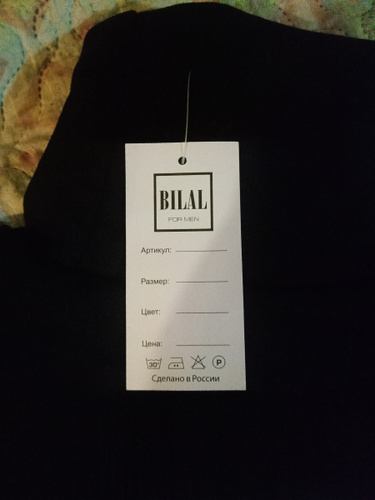 BILAL
FOR MEN
Артикул:
Размер:
Цвет:
Цена:
30° P
Сделано в России